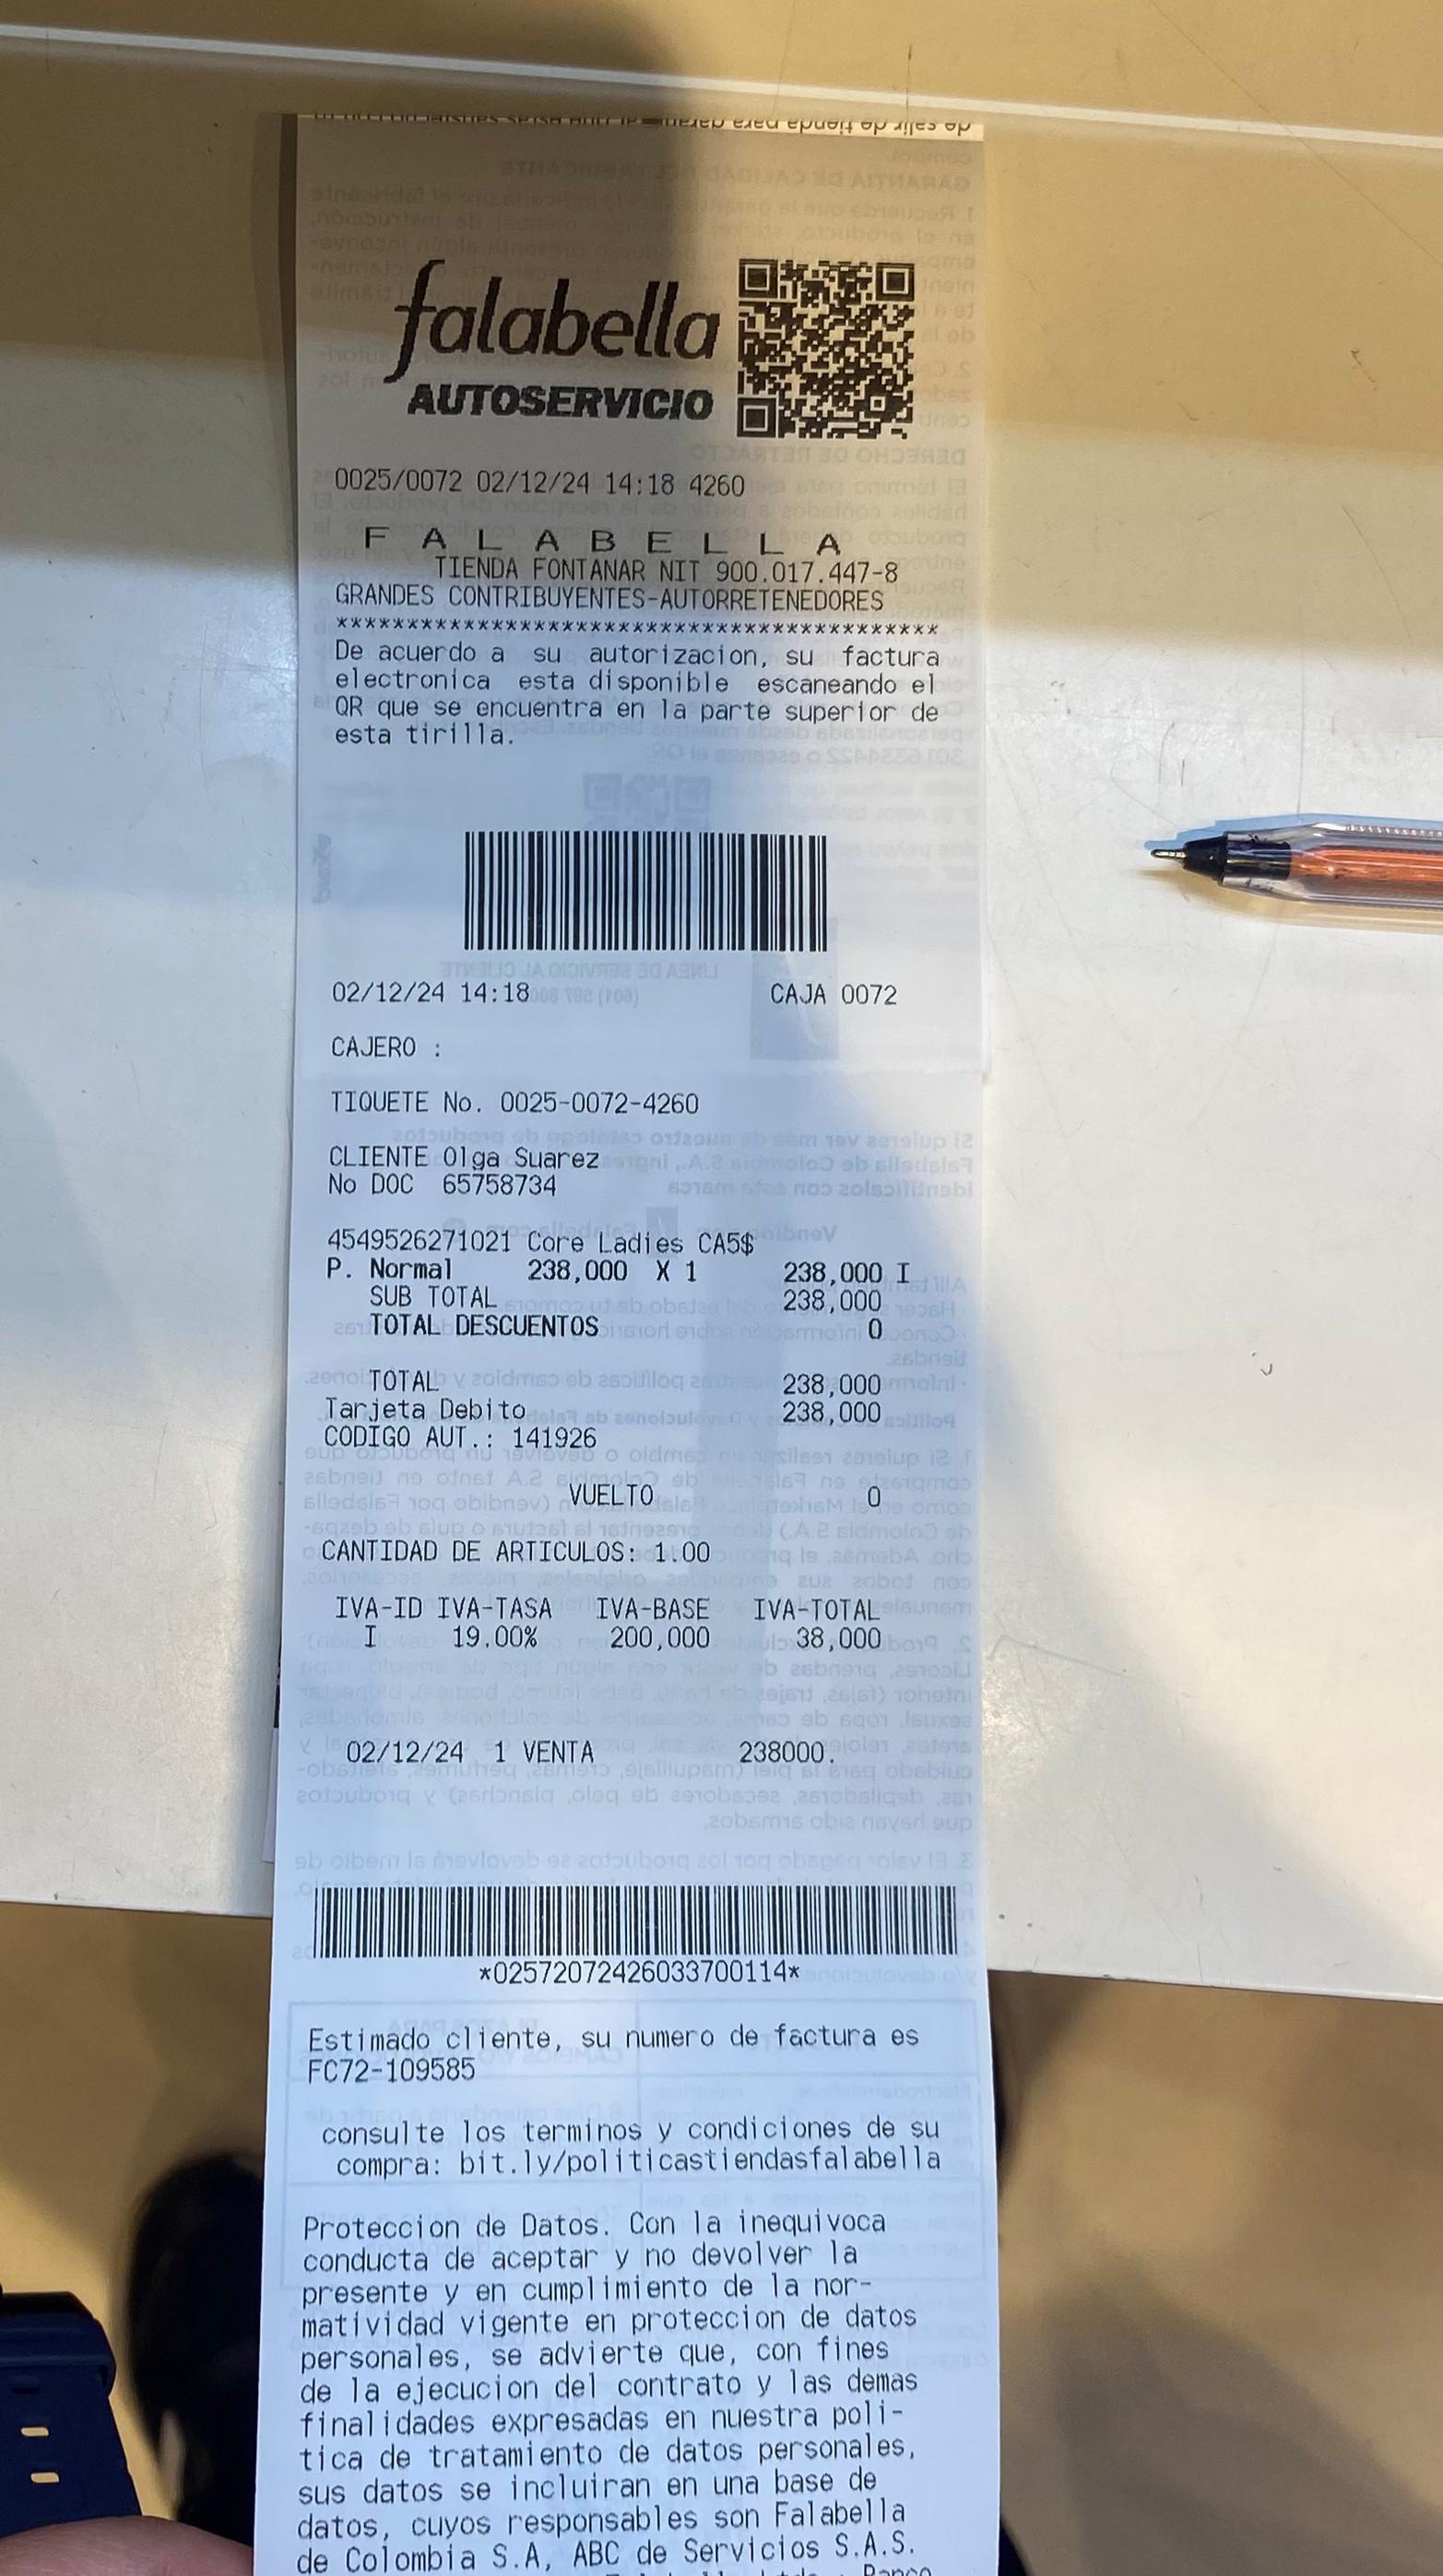 de salir de tienda para
falabella
AUTOSERVICIO
0025/0072 02/12/24 14:18 4260
F A L A B E L L A
TIENDA FONTANAR NIT 900.017.447-8
GRANDES CONTRIBUYENTES-AUTORRETENEDORES
*******************************************
De acuerdo a su autorizacion, su factura
electronica esta disponible escaneando el
QR que se encuentra en la parte superior de
esta tirilla.
02/12/24 14:18 CAJA 0072
CAJERO :
TIQUETE No. 0025-0072-4260
CLIENTE Olga Suarez
No DOC 65758734
4549526271021 Core Ladies CA5$
P. Normal 238,000 X 1 238,000 I
SUB TOTAL 238,000
TOTAL DESCUENTOS 0
TOTAL 238,000
Tarjeta Debito 238,000
CODIGO AUT.: 141926
VUELTO 0
CANTIDAD DE ARTICULOS: 1.00
IVA-ID IVA-TASA IVA-BASE IVA-TOTAL
I 19.00% 200,000 38,000
02/12/24 1 VENTA 238000.
*02572072426033700114*
Estimado cliente, su numero de factura es
FC72-109585
consulte los terminos y condiciones de su
compra: bit.ly/politicastiendasfalabella
Proteccion de Datos. Con la inequivoca
conducta de aceptar y no devolver la
presente y en cumplimiento de la nor-
matividad vigente en proteccion de datos
personales, se advierte que, con fines
de la ejecucion del contrato y las demas
finalidades expresadas en nuestra poli-
tica de tratamiento de datos personales,
sus datos se incluiran en una base de
datos, cuyos responsables son Falabella
de Colombia S.A, ABC de Servicios S.A.S.